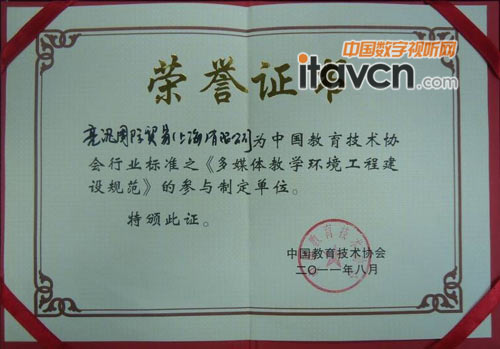 中国数字视听网
itavcn.com
荣誉证书
亮讯国际贸易(上海)有限公司为中国教育技术协
会行业标准之《多媒体教学环境工程建
设规范》的参与制定单位。
特颁此证。
中国教育技术协会
二〇一一年八月